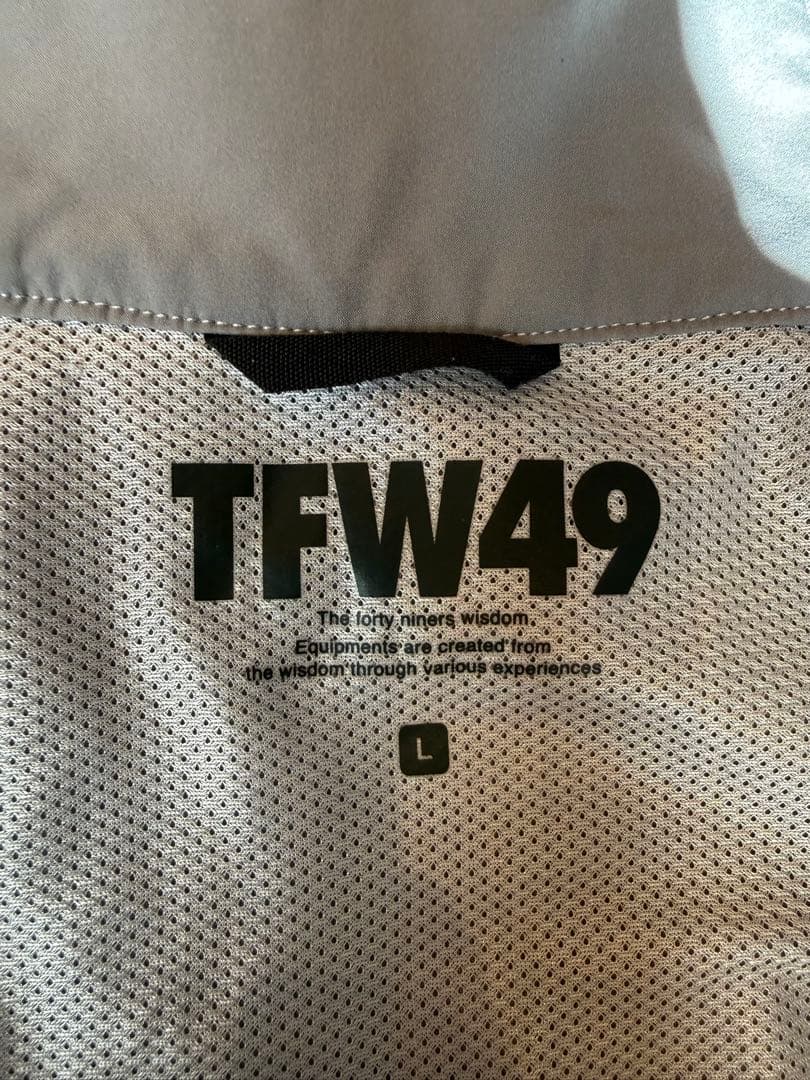 TFW49
The forty niners wisdom.
Equipments are created from
the wisdom through various experiences
L